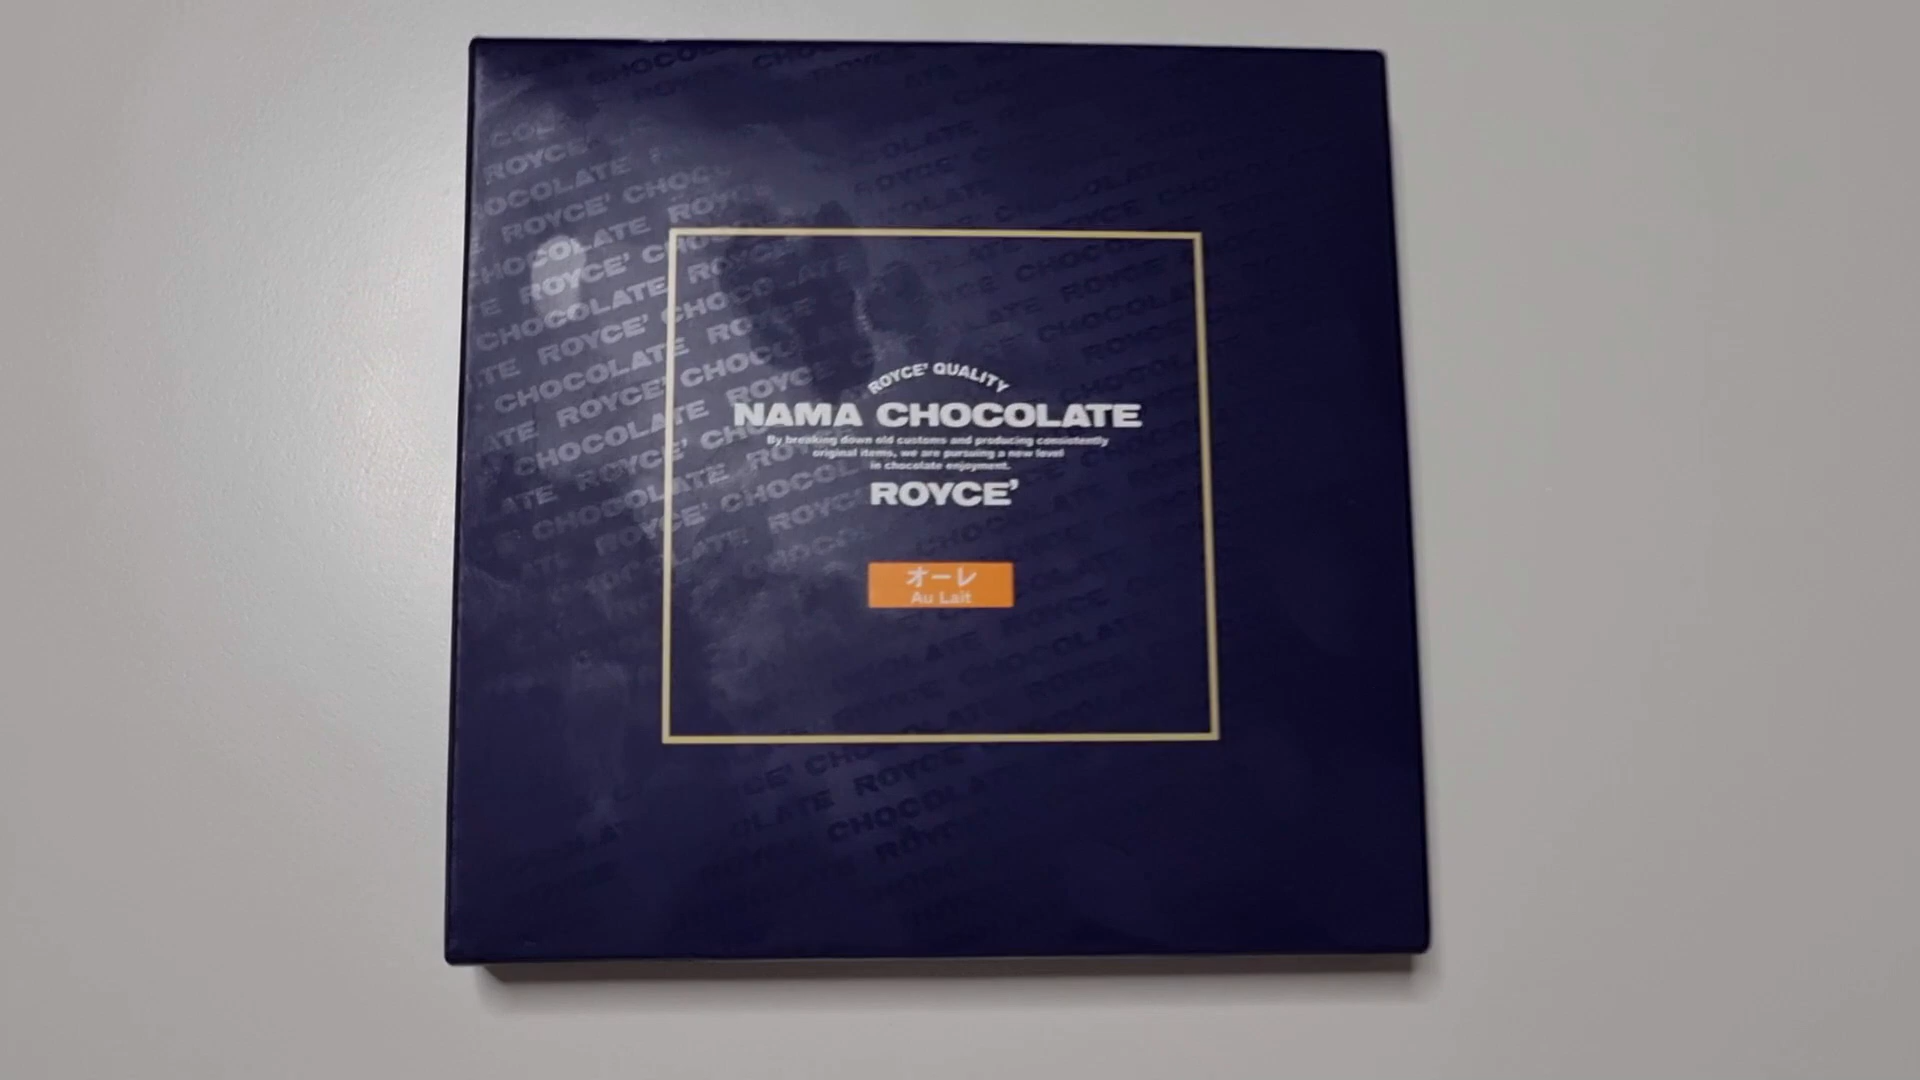 ROYCE' QUALITY
NAMA CHOCOLATE
By breaking down old customs and producing consistently
original items, we are pursuing a new level
in chocolate enjoyment.
ROYCE'
オーレ
Au Lait